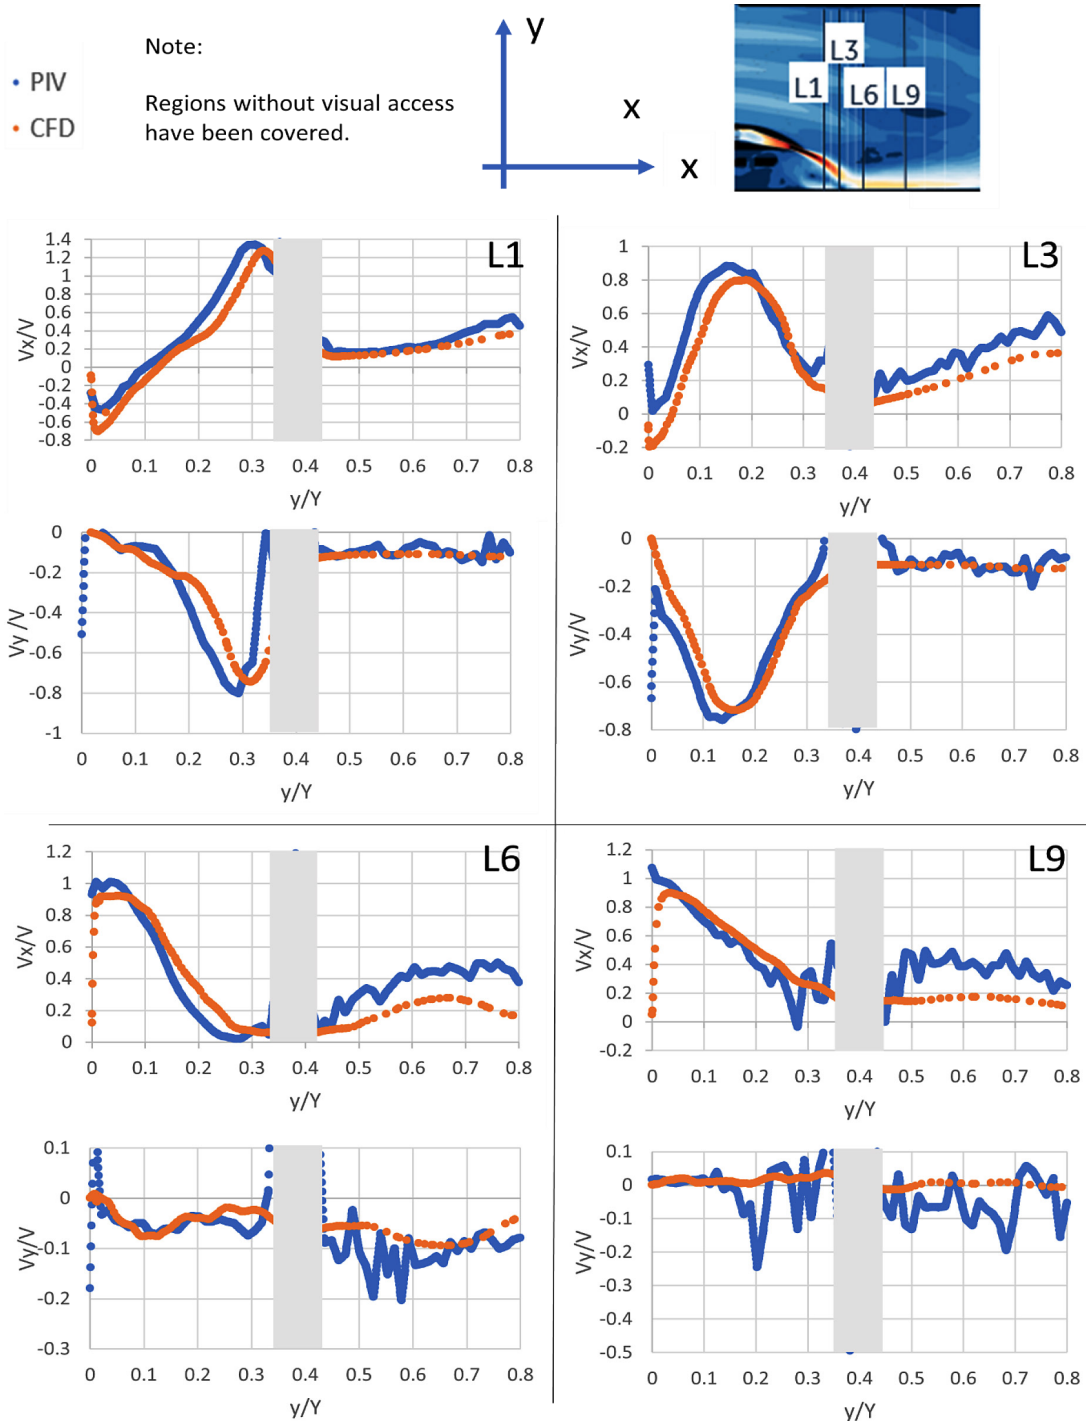 PIV
CFD
Note:
Regions without visual access
have been covered.
y
x
x
L1
L3
L6
L9
L1
Vx/V
1.4
1.2
1
0.8
0.6
0.4
0.2
0
-0.2
-0.4
-0.6
-0.8
0 0.1 0.2 0.3 0.4 0.5 0.6 0.7 0.8
y/Y
Vy/V
0
-0.2
-0.4
-0.6
-0.8
-1
0 0.1 0.2 0.3 0.4 0.5 0.6 0.7 0.8
y/Y
L3
Vx/V
1
0.8
0.6
0.4
0.2
0
-0.2
0 0.1 0.2 0.3 0.4 0.5 0.6 0.7 0.8
y/Y
Vy/V
0
-0.2
-0.4
-0.6
-0.8
0 0.1 0.2 0.3 0.4 0.5 0.6 0.7 0.8
y/Y
L6
Vx/V
1.2
1
0.8
0.6
0.4
0.2
0
0 0.1 0.2 0.3 0.4 0.5 0.6 0.7 0.8
y/Y
Vy/V
0.1
0
-0.1
-0.2
-0.3
0 0.1 0.2 0.3 0.4 0.5 0.6 0.7 0.8
y/Y
L9
Vx/V
1.2
1
0.8
0.6
0.4
0.2
0
-0.2
0 0.1 0.2 0.3 0.4 0.5 0.6 0.7 0.8
y/Y
Vy/V
0.1
0
-0.1
-0.2
-0.3
-0.4
-0.5
0 0.1 0.2 0.3 0.4 0.5 0.6 0.7 0.8
y/Y